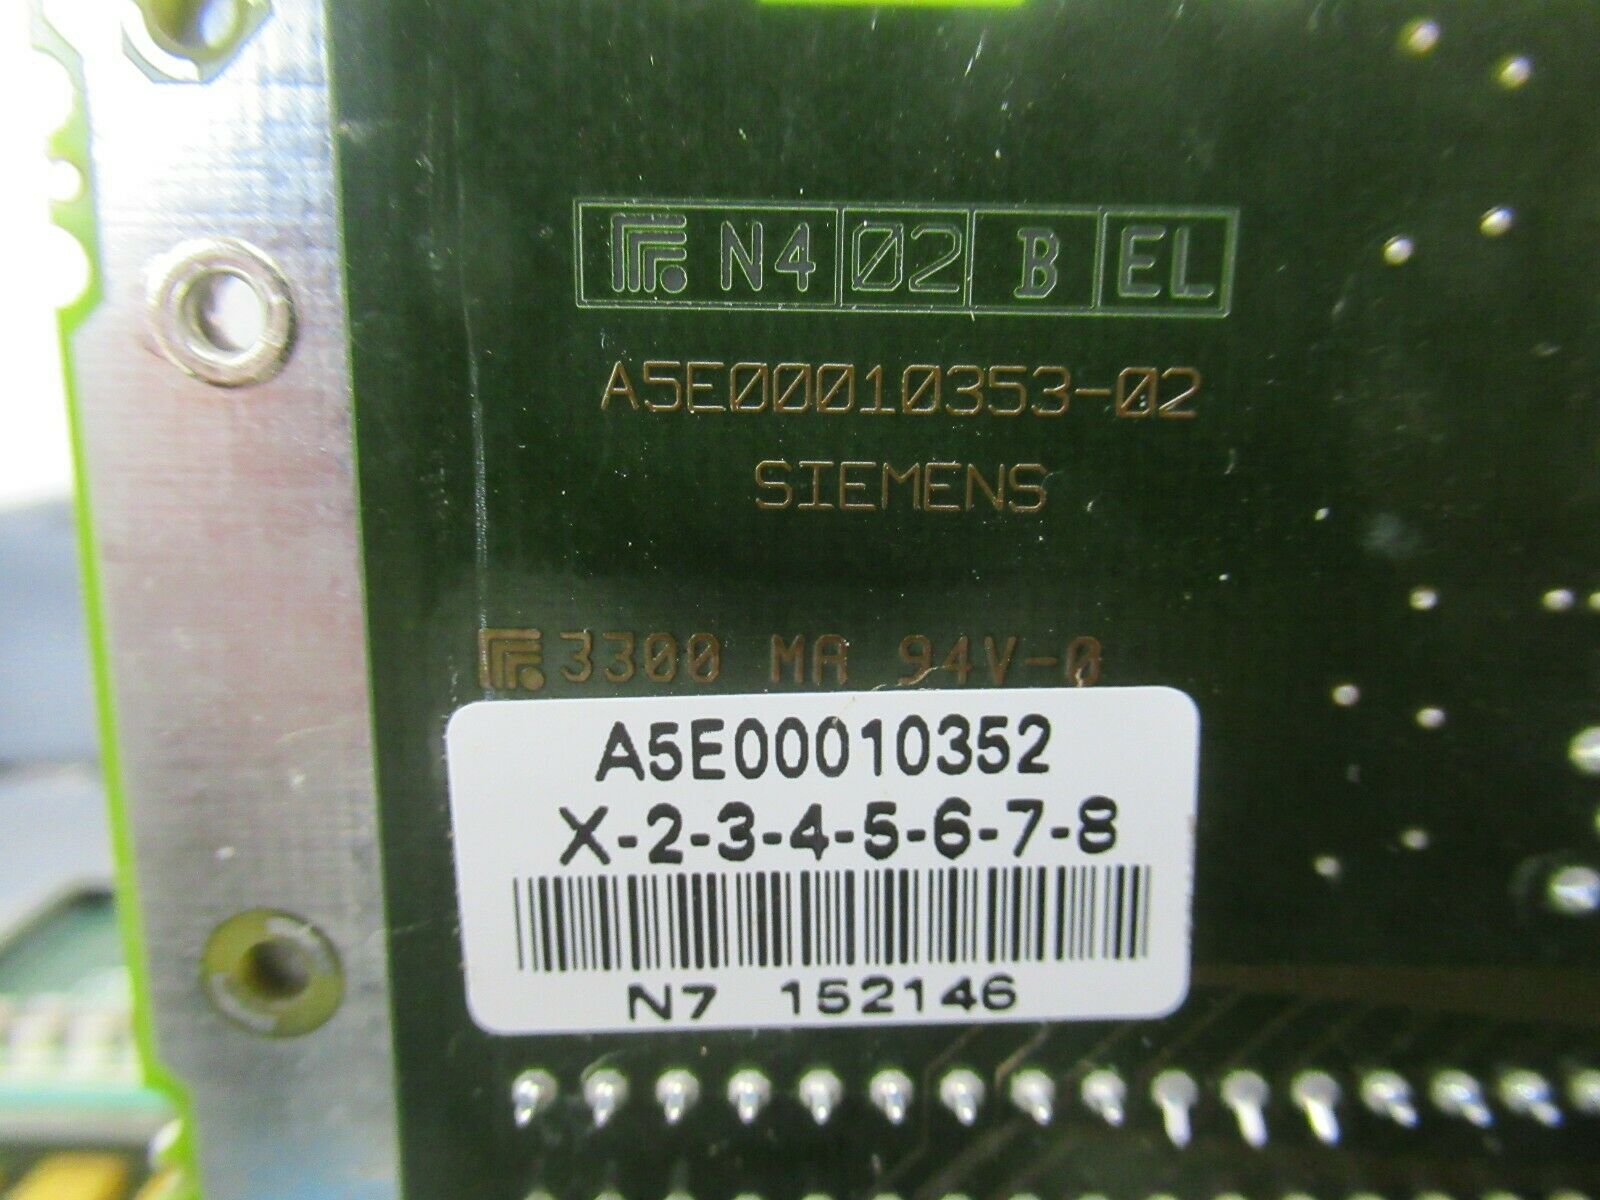 N4 02 B EL
A5E00010353-02
SIEMENS
3300 MA 94V-0
A5E00010352
X-2-3-4-5-6-7-8
N7 152146